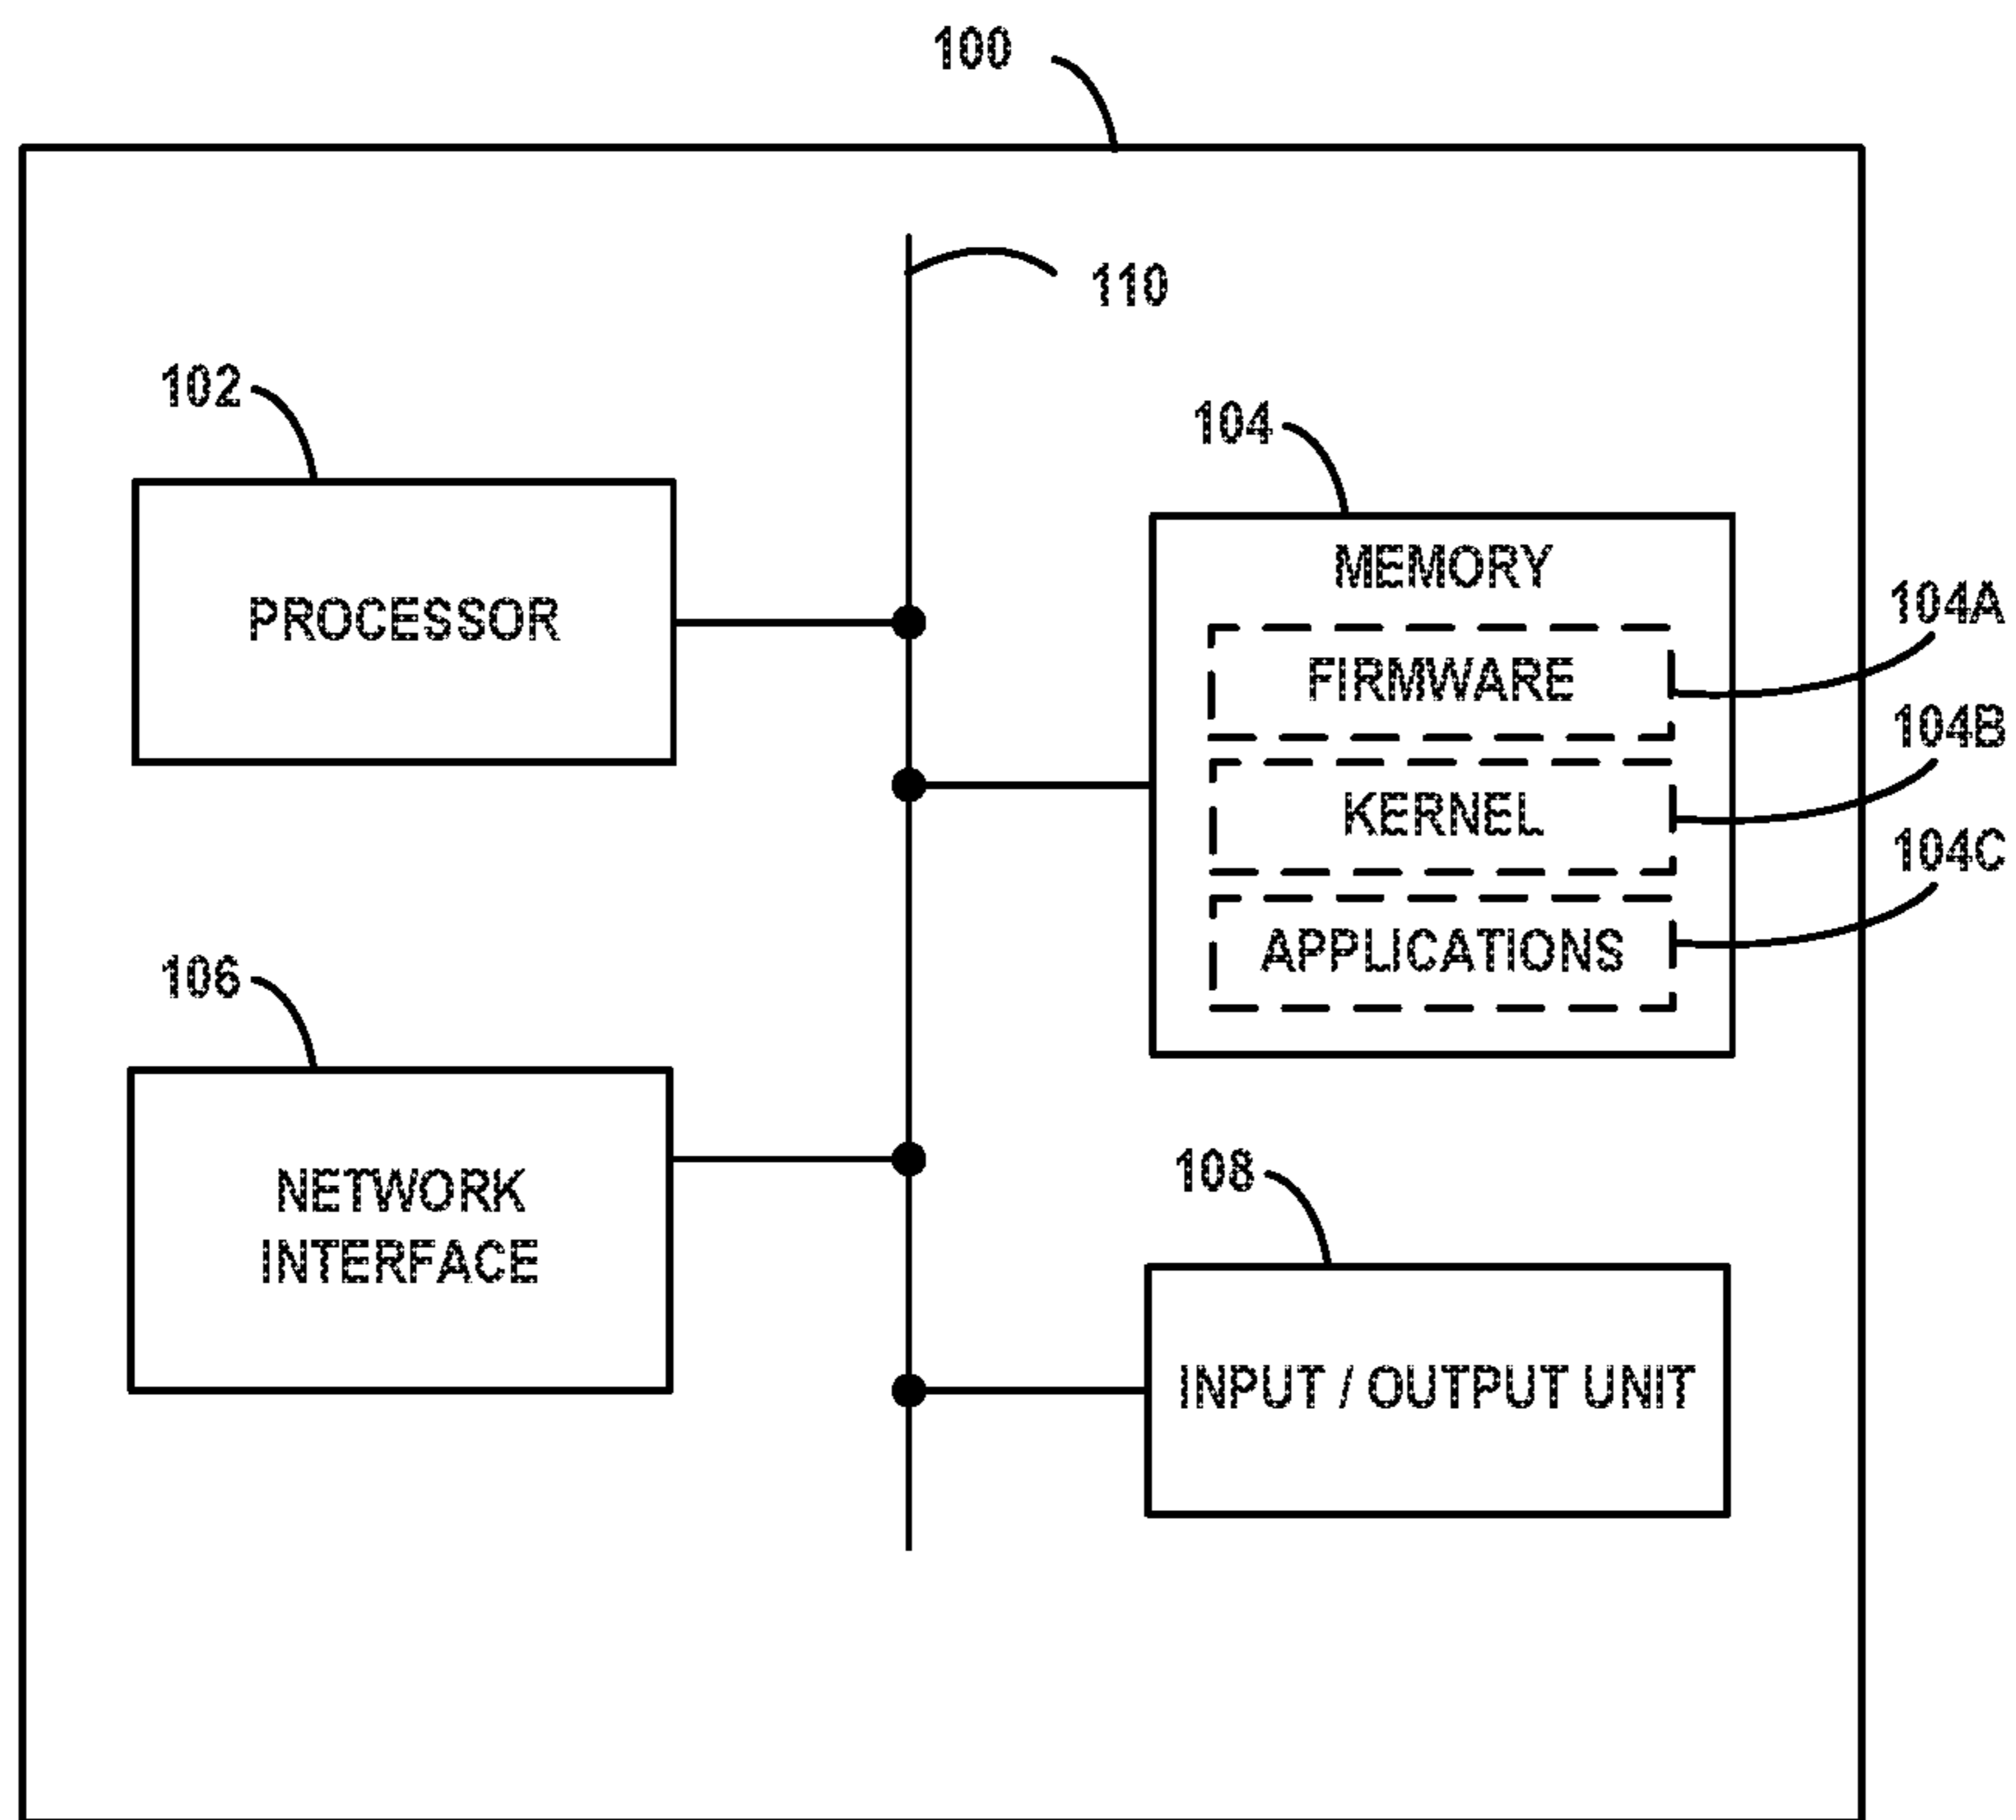 100
110
102
PROCESSOR
104
MEMORY
FIRMWARE
104A
KERNEL
104B
APPLICATIONS
104C
106
NETWORK
INTERFACE
108
INPUT / OUTPUT UNIT